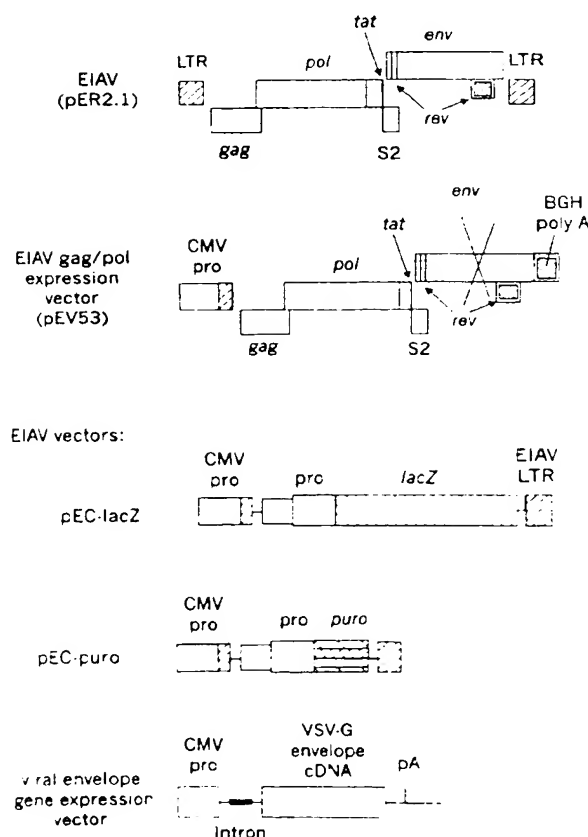 tat
env
LTR
pol
LTR
EIAV
(pER2.1)
rev
gag
S2
env
BGH
poly A
tat
CMV
pro
pol
EIAV gag/pol
expression
vector
(pEV53)
rev
gag
S2
EIAV vectors:
EIAV
LTR
CMV
pro
pro
lacZ
pEC-lacZ
CMV
pro
pro
puro
pEC-puro
VSV-G
envelope
cDNA
CMV
pro
pA
viral envelope
gene expression
vector
Intron